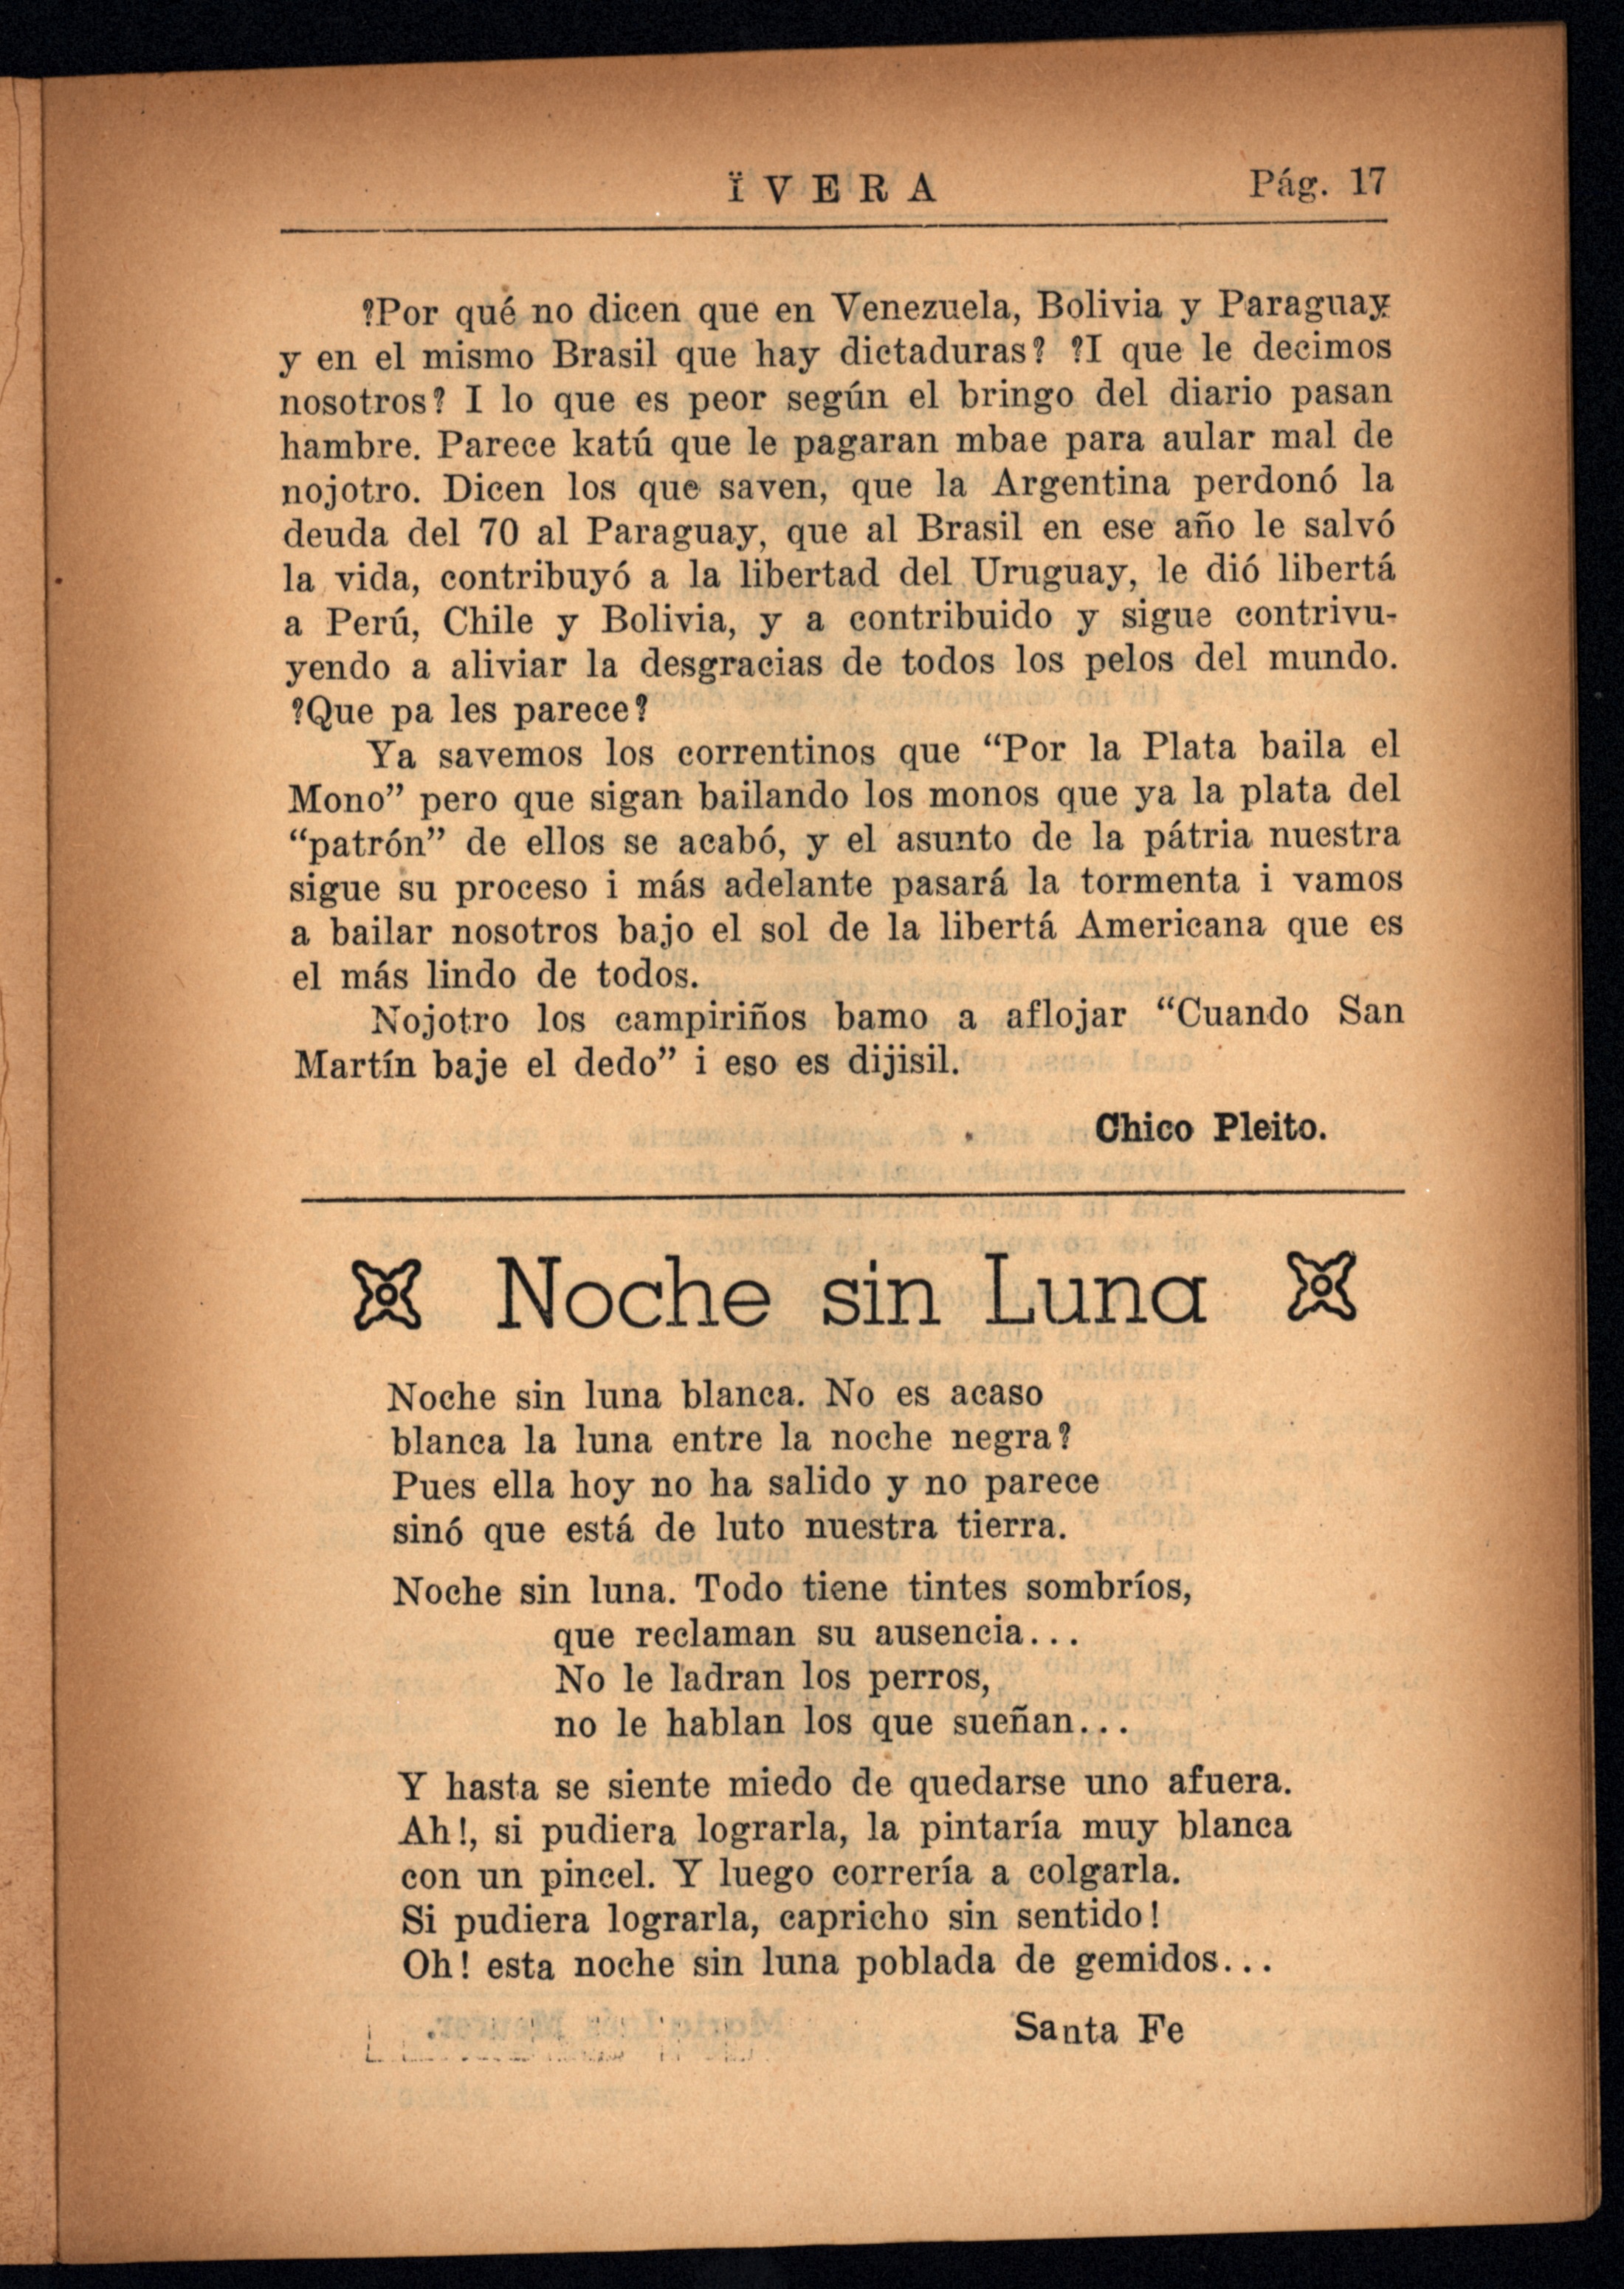 ÏVERA
Pág. 17
?Por qué no dicen que en Venezuela, Bolivia y Paraguay
y en el mismo Brasil que hay dictaduras? ?I que le decimos
nosotros? I lo que es peor según el bringo del diario pasan
hambre. Parece katú que le pagaran mbae para aular mal de
nojotro. Dicen los que saven, que la Argentina perdonó la
deuda del 70 al Paraguay, que al Brasil en ese año le salvó
la vida, contribuyó a la libertad del Uruguay, le dió libertá
a Perú, Chile y Bolivia, y a contribuido y sigue contrivu-
yendo a aliviar la desgracias de todos los pelos del mundo.
?Que pa les parece?
Ya savemos los correntinos que “Por la Plata baila el
Mono” pero que sigan bailando los monos que ya la plata del
“patrón” de ellos se acabó, y el asunto de la pátria nuestra
sigue su proceso i más adelante pasará la tormenta i vamos
a bailar nosotros bajo el sol de la libertá Americana que es
el más lindo de todos.
Nojotro los campiriños bamo a aflojar “Cuando San
Martín baje el dedo” i eso es dijisil.
Chico Pleito.
Noche sin Luna
Noche sin luna blanca. No es acaso
blanca la luna entre la noche negra?
Pues ella hoy no ha salido y no parece
sinó que está de luto nuestra tierra.
Noche sin luna. Todo tiene tintes sombríos,
que reclaman su ausencia...
No le ladran los perros,
no le hablan los que sueñan...
Y hasta se siente miedo de quedarse uno afuera.
Ah!, si pudiera lograrla, la pintaría muy blanca
con un pincel. Y luego correría a colgarla.
Si pudiera lograrla, capricho sin sentido!
Oh! esta noche sin luna poblada de gemidos...
Santa Fe